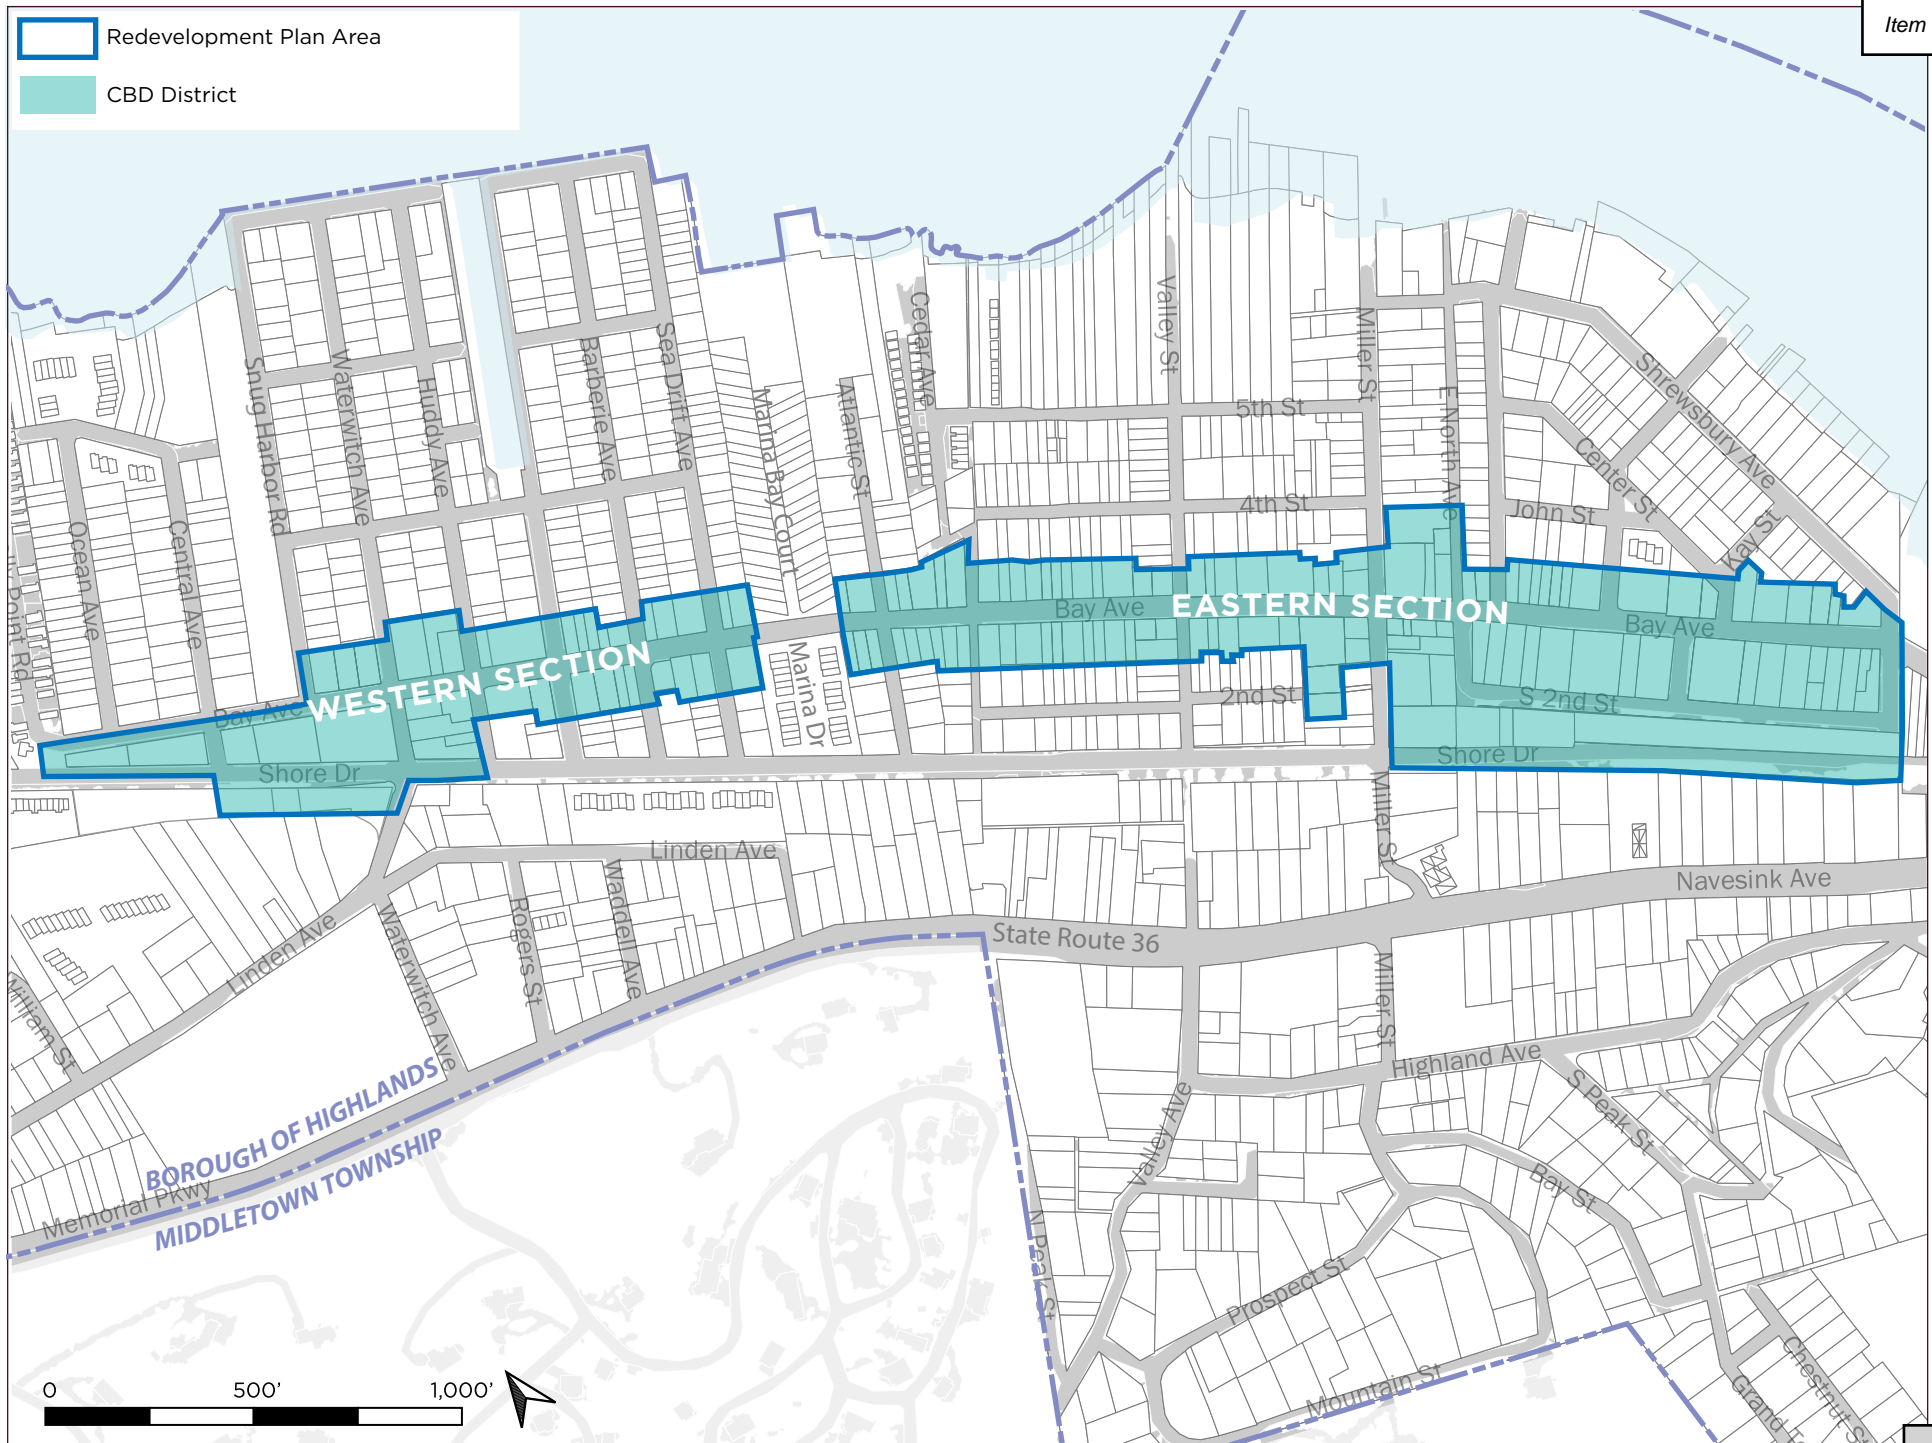 Redevelopment Plan Area
CBD District
Item
Snug Harbor Rd
Waterwitch Ave
Huddy Ave
Barberie Ave
Sea Drift Ave
Marina Bay Court
Atlantic St
Cedar Ave
Valley St
Miller St
E North Ave
5th St
4th St
Shrewsbury Ave
Center St
John St
Kay St
Ocean Ave
Central Ave
Point Rd
Bay Ave
WESTERN SECTION
Bay Ave
EASTERN SECTION
Bay Ave
Marina Dr
2nd St
S 2nd St
Shore Dr
Shore Dr
Miller St
Linden Ave
Navesink Ave
Linden Ave
Waterwitch Ave
Rogers St
Waddell Ave
State Route 36
William St
Miller St
Highland Ave
S Peak St
BOROUGH OF HIGHLANDS
MIDDLETOWN TOWNSHIP
Memorial Pkwy
Valley Ave
Bay St
N Peak St
Prospect St
Mountain St
Chestnut St
Grand
0 500' 1,000'